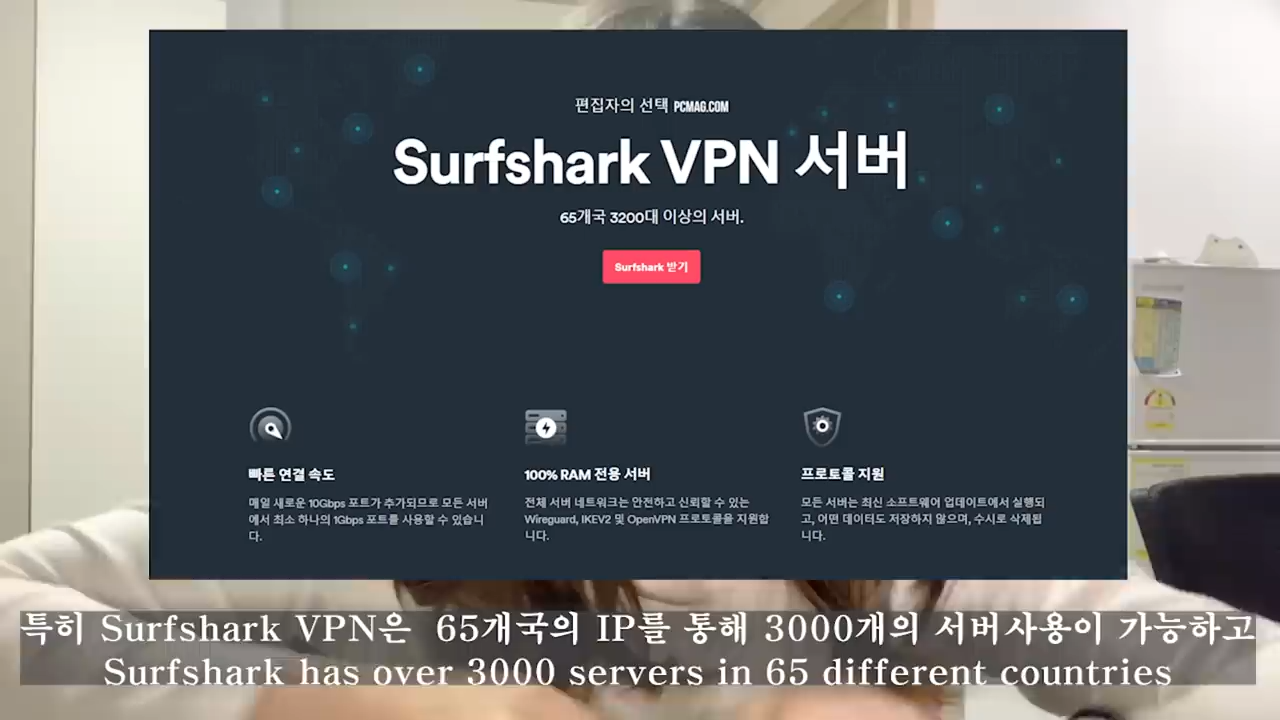 편집자의 선택 PCMAG.COM
Surfshark VPN 서버
65개국 3200대 이상의 서버.
Surfshark 받기
빠른 연결 속도
매일 새로운 10Gbps 포트가 추가되므로 모든 서버
에서 최소 하나의 1Gbps 포트를 사용할 수 있습니
다.
100% RAM 전용 서버
전체 서버 네트워크는 안전하고 신뢰할 수 있는
Wireguard, IKEV2 및 OpenVPN 프로토콜을 지원합
니다.
프로토콜 지원
모든 서버는 최신 소프트웨어 업데이트에서 실행되
고, 어떤 데이터도 저장하지 않으며, 수시로 삭제됩
니다.
특히 Surfshark VPN은 65개국의 IP를 통해 3000개의 서버사용이 가능하고
Surfshark has over 3000 servers in 65 different countries